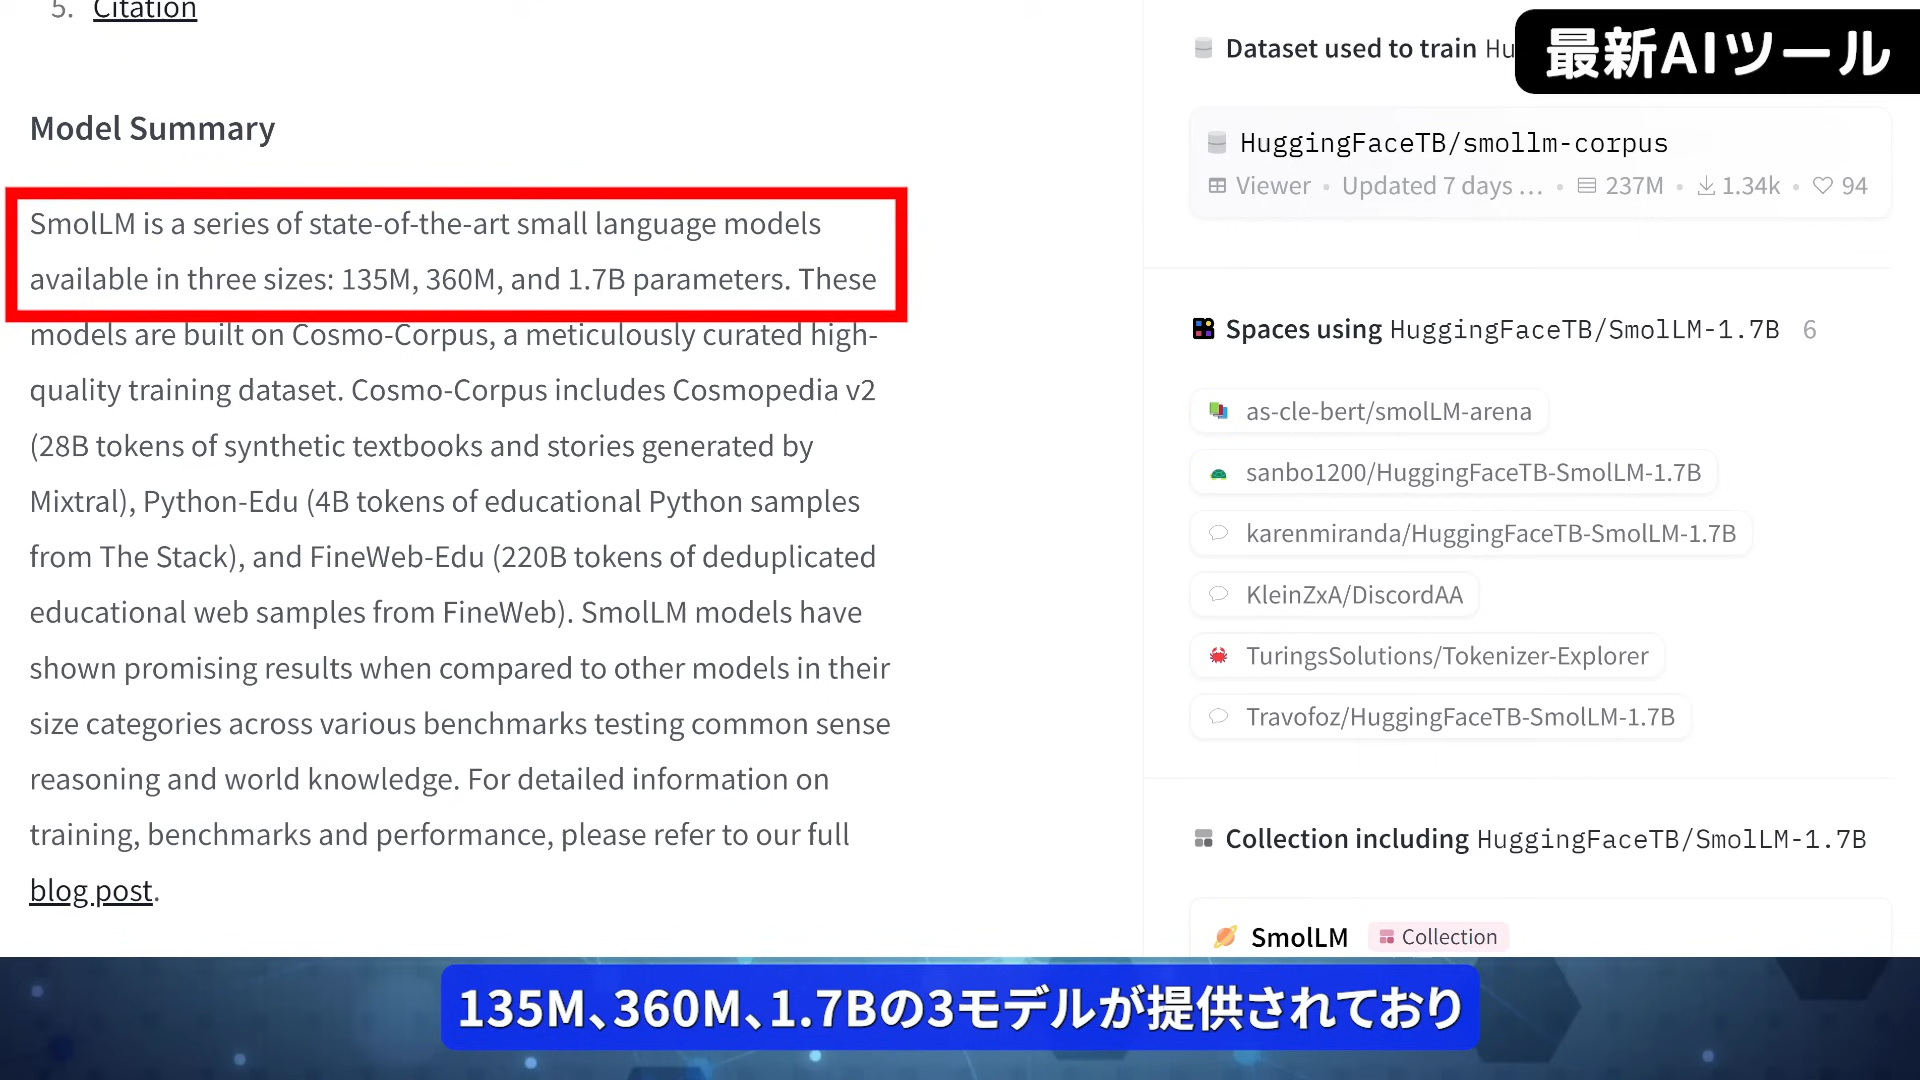 5. Citation
Model Summary
SmolLM is a series of state-of-the-art small language models
available in three sizes: 135M, 360M, and 1.7B parameters. These
models are built on Cosmo-Corpus, a meticulously curated high-
quality training dataset. Cosmo-Corpus includes Cosmopedia v2
(28B tokens of synthetic textbooks and stories generated by
Mixtral), Python-Edu (4B tokens of educational Python samples
from The Stack), and FineWeb-Edu (220B tokens of deduplicated
educational web samples from FineWeb). SmolLM models have
shown promising results when compared to other models in their
size categories across various benchmarks testing common sense
reasoning and world knowledge. For detailed information on
training, benchmarks and performance, please refer to our full
blog post.
Dataset used to train Hu
最新AIツール
HuggingFaceTB/smollm-corpus
Viewer • Updated 7 days ... • 237M • 1.34k • 94
Spaces using HuggingFaceTB/SmolLM-1.7B 6
as-cle-bert/smolLM-arena
sanbo1200/HuggingFaceTB-SmolLM-1.7B
karenmiranda/HuggingFaceTB-SmolLM-1.7B
KleinZxA/DiscordAA
TuringsSolutions/Tokenizer-Explorer
Travofoz/HuggingFaceTB-SmolLM-1.7B
Collection including HuggingFaceTB/SmolLM-1.7B
SmolLM Collection
135M、360M、1.7Bの3モデルが提供されており